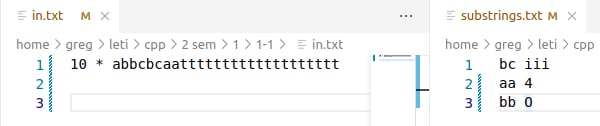 in.txt M ×
substrings.txt M ×
home > greg > leti > cpp > 2 sem > 1 > 1-1 > in.txt
home > greg > leti > cpp
1 10 * abbcbcaattttttttttttttttttt
2
3
1 bc iii
2 aa 4
3 bb O